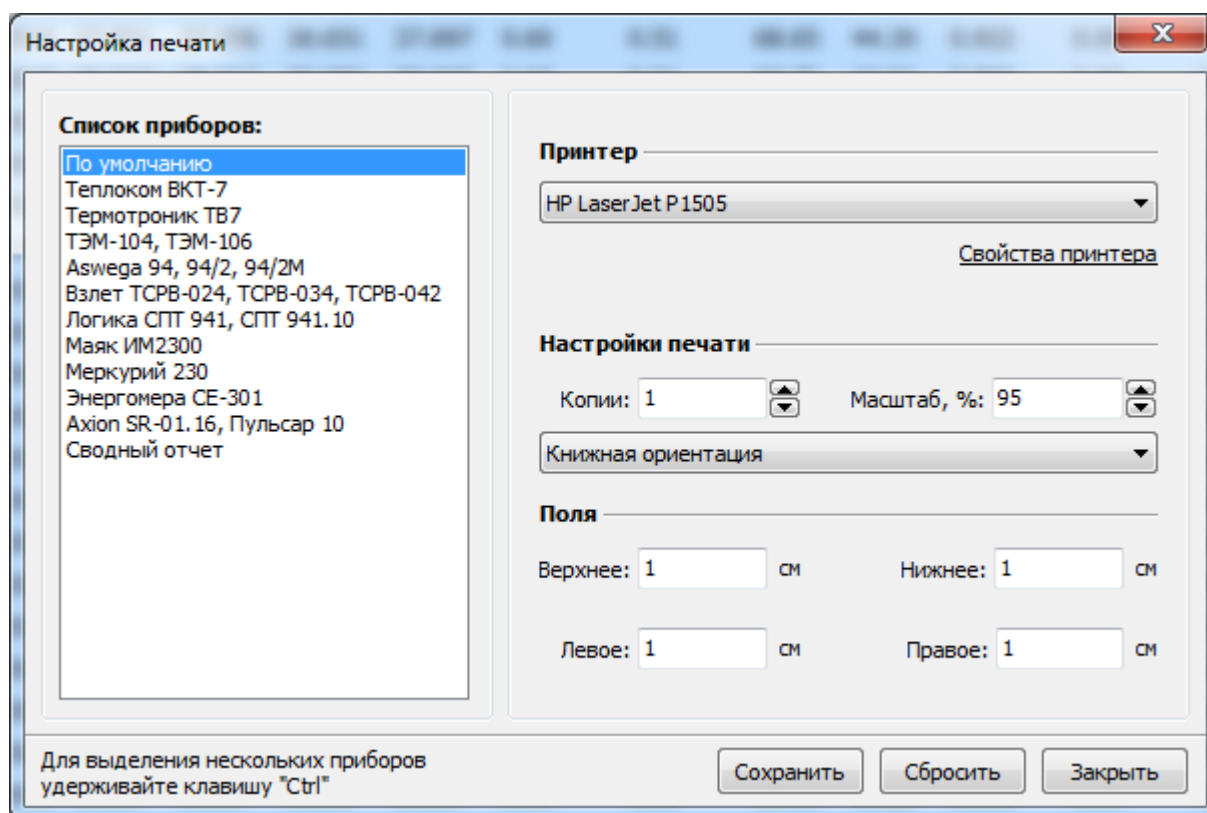 Настройка печати
Список приборов:
По умолчанию
Теплоком ВКТ-7
Термотроник ТВ7
ТЭМ-104, ТЭМ-106
Aswega 94, 94/2, 94/2М
Взлет ТСРВ-024, ТСРВ-034, ТСРВ-042
Логика СПТ 941, СПТ 941.10
Маяк ИМ2300
Меркурий 230
Энергомера СЕ-301
Axion SR-01.16, Пульсар 10
Сводный отчет
Принтер
HP LaserJet P1505
Свойства принтера
Настройки печати
Копии: 1 Масштаб, %: 95
Книжная ориентация
Поля
Верхнее: 1 см Нижнее: 1 см
Левое: 1 см Правое: 1 см
Для выделения нескольких приборов
удерживайте клавишу "Ctrl"
Сохранить Сбросить Закрыть